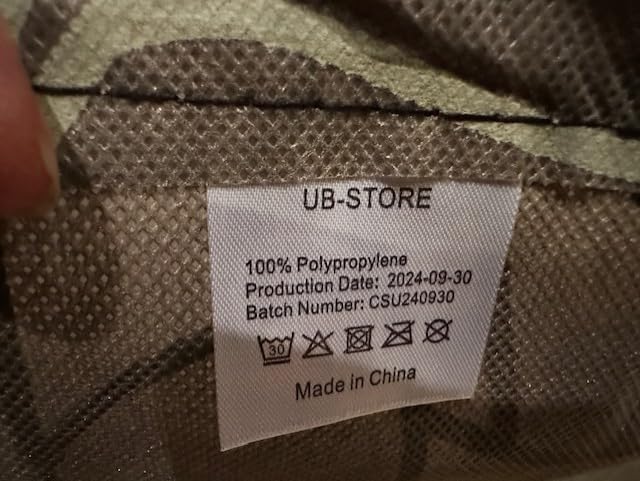 UB-STORE
100% Polypropylene
Production Date: 2024-09-30
Batch Number: CSU240930
30
Made in China